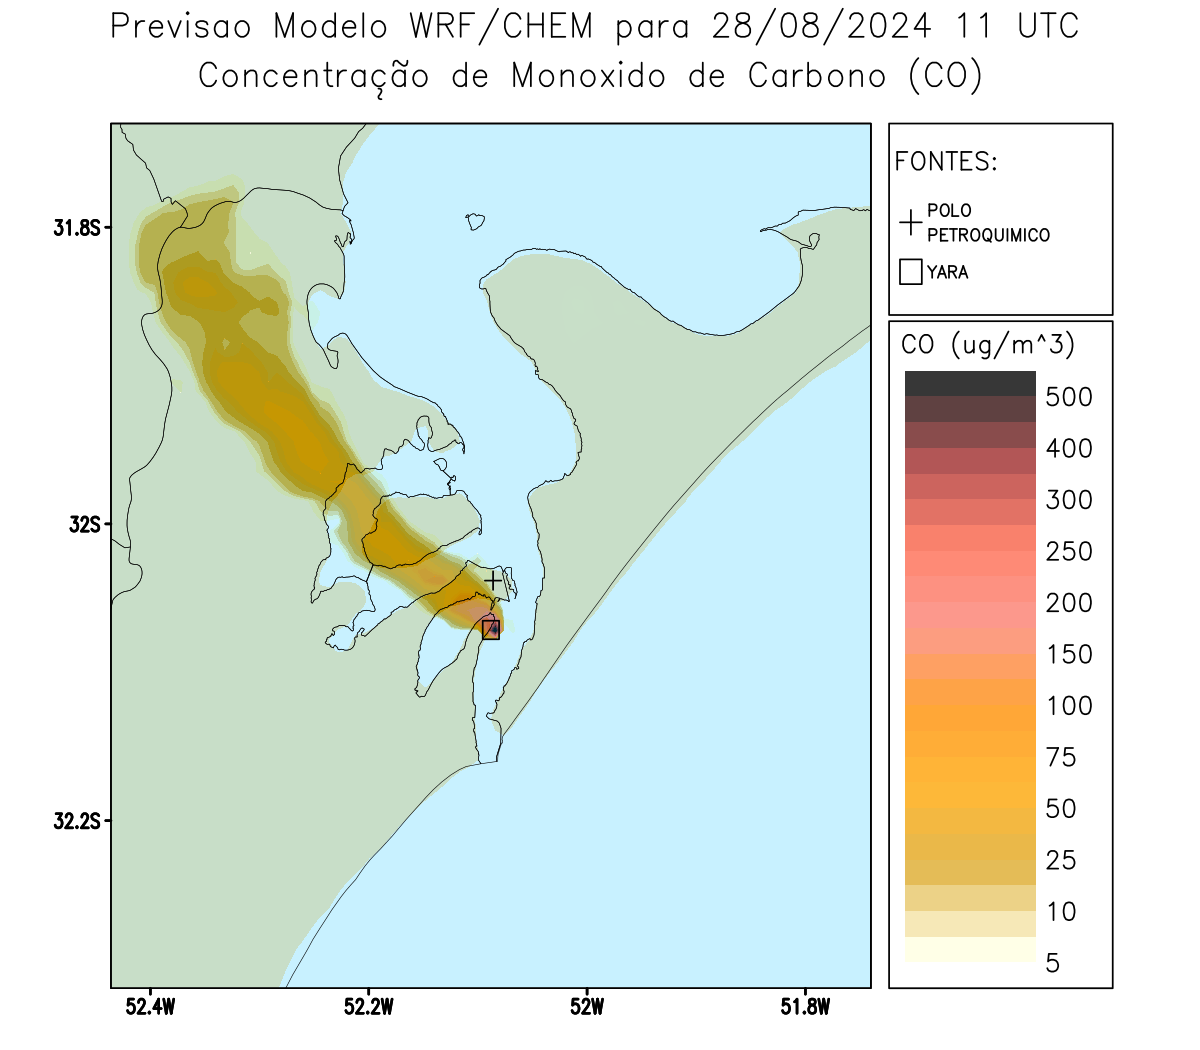 Previsao Modelo WRF/CHEM para 28/08/2024 11 UTC
Concentração de Monoxido de Carbono (CO)
FONTES:
POLO
PETROQUIMICO
YARA
CO (ug/m^3)
500
400
300
250
200
150
100
75
50
25
10
5
31.8S
32S
32.2S
52.4W
52.2W
52W
51.8W